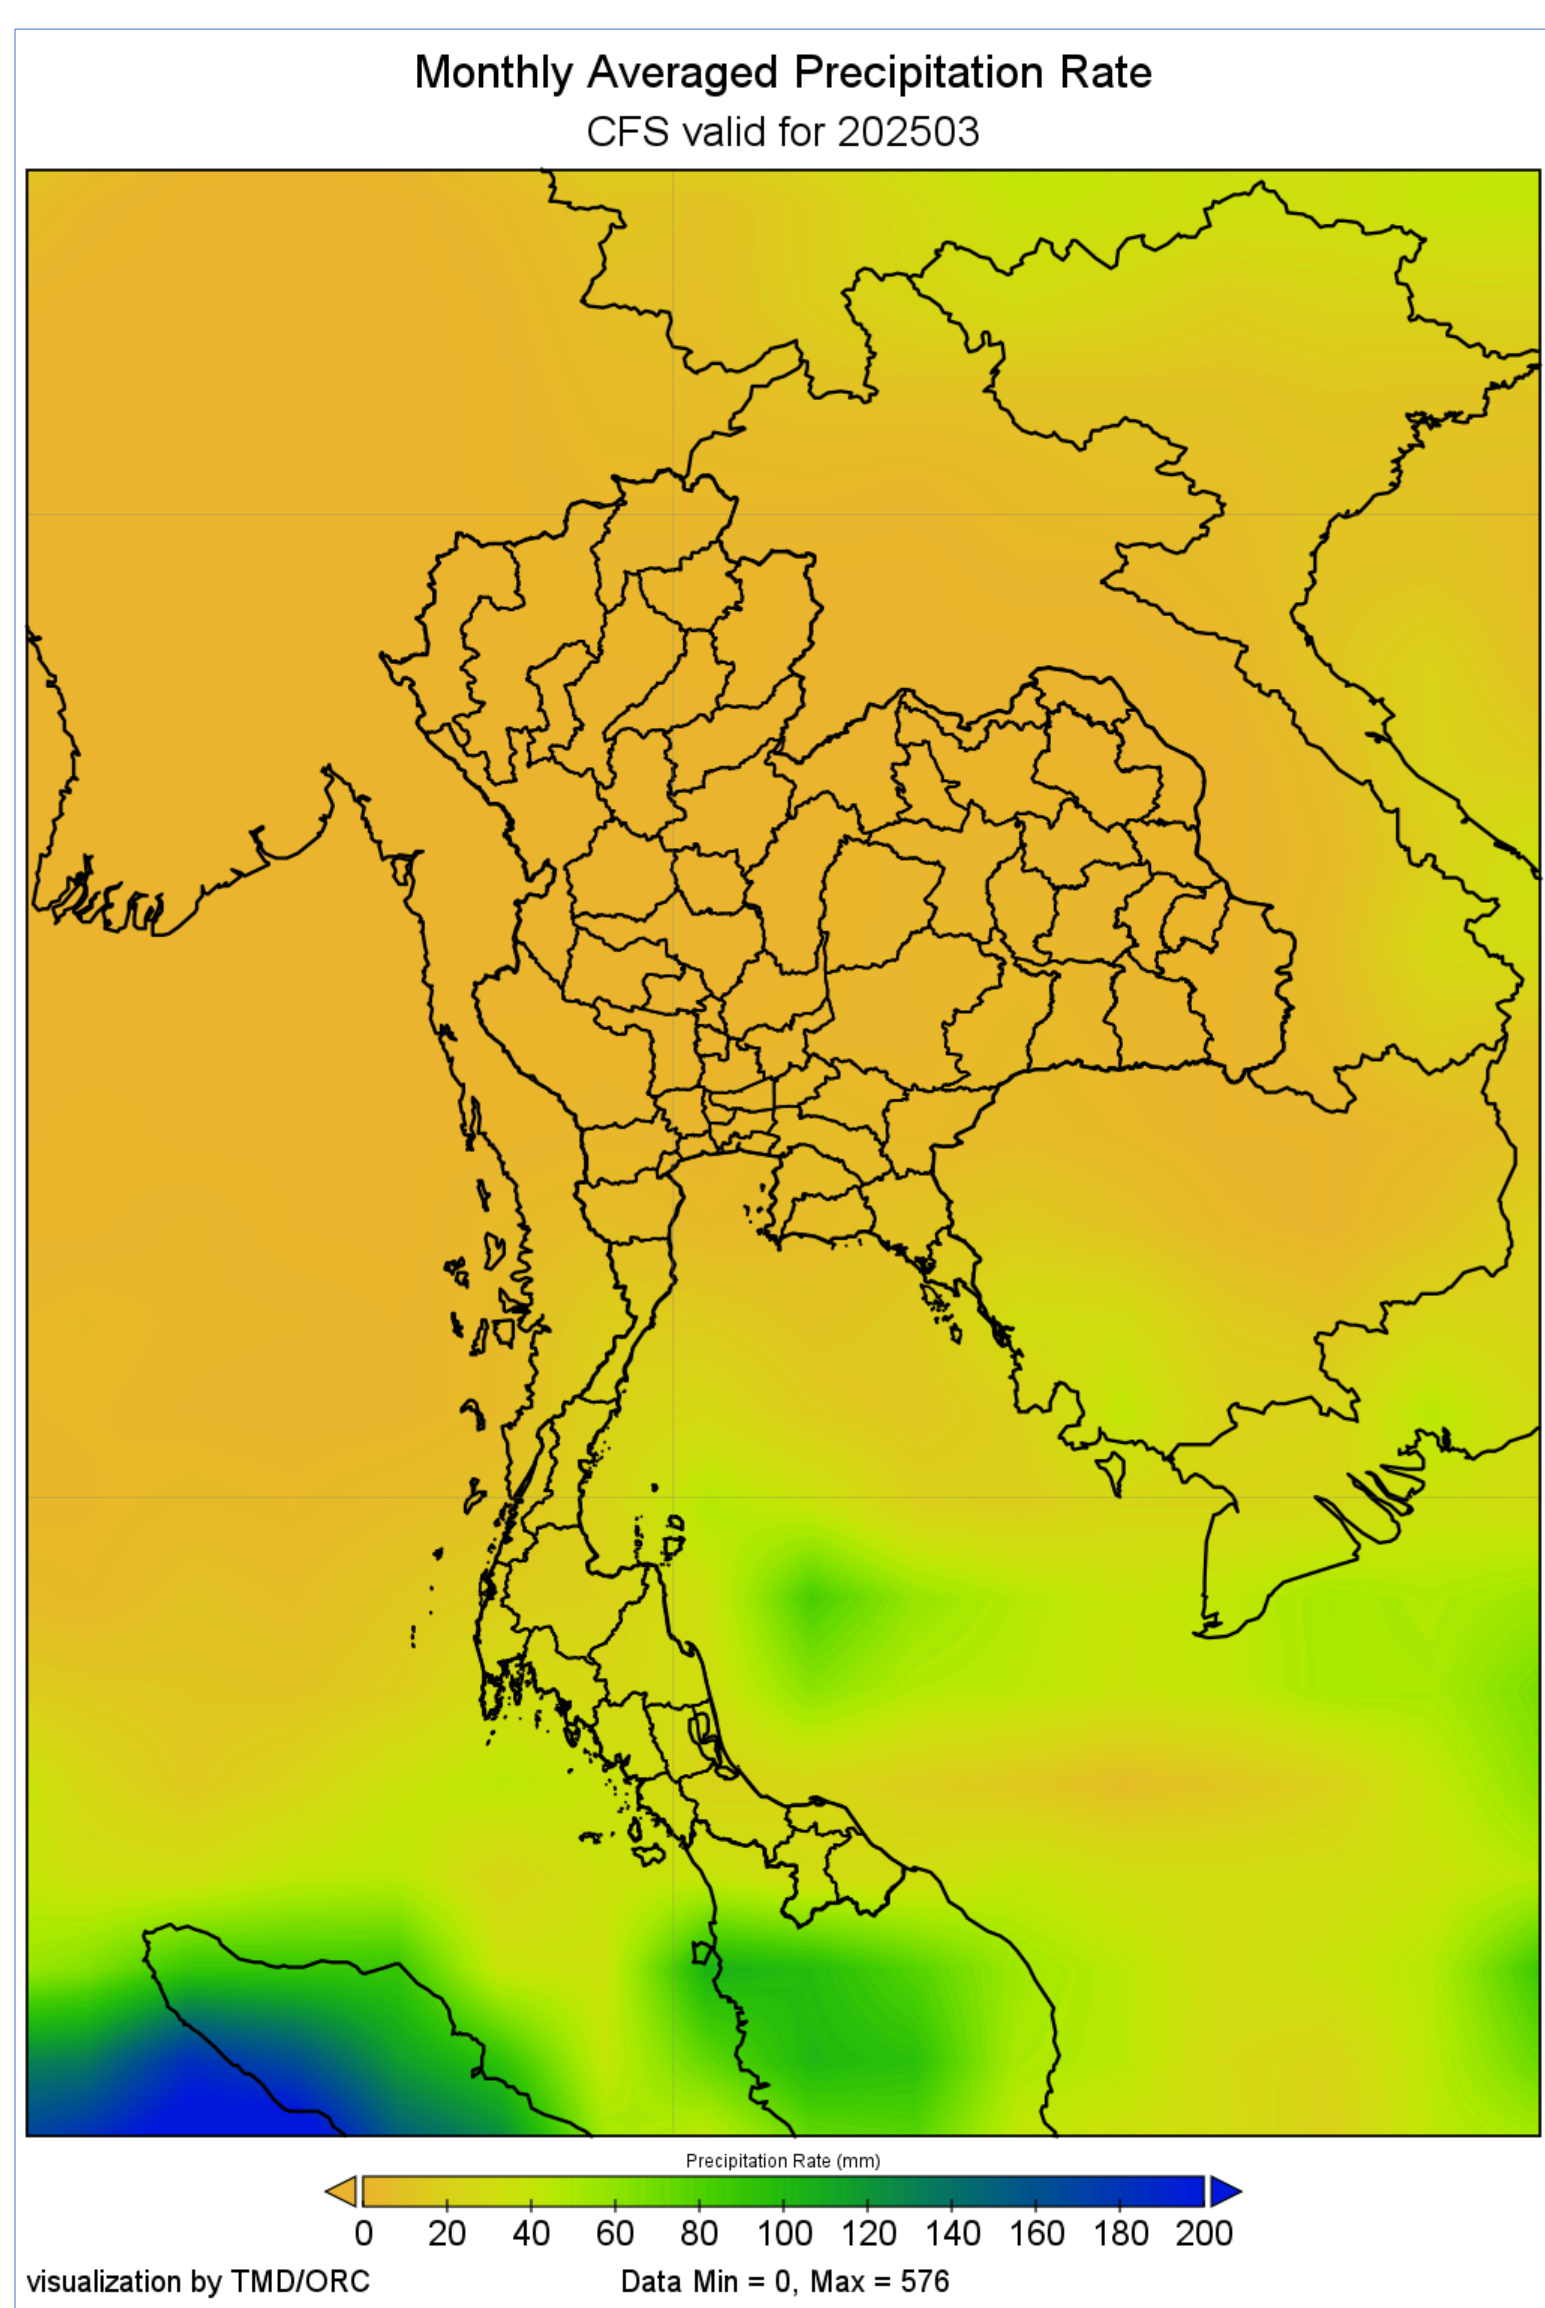 Monthly Averaged Precipitation Rate
CFS valid for 202503
Precipitation Rate (mm)
0 20 40 60 80 100 120 140 160 180 200
visualization by TMD/ORC
Data Min = 0, Max = 576